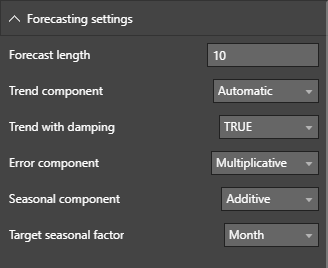 Forecasting settings
Forecast length 10
Trend component Automatic
Trend with damping TRUE
Error component Multiplicative
Seasonal component Additive
Target seasonal factor Month